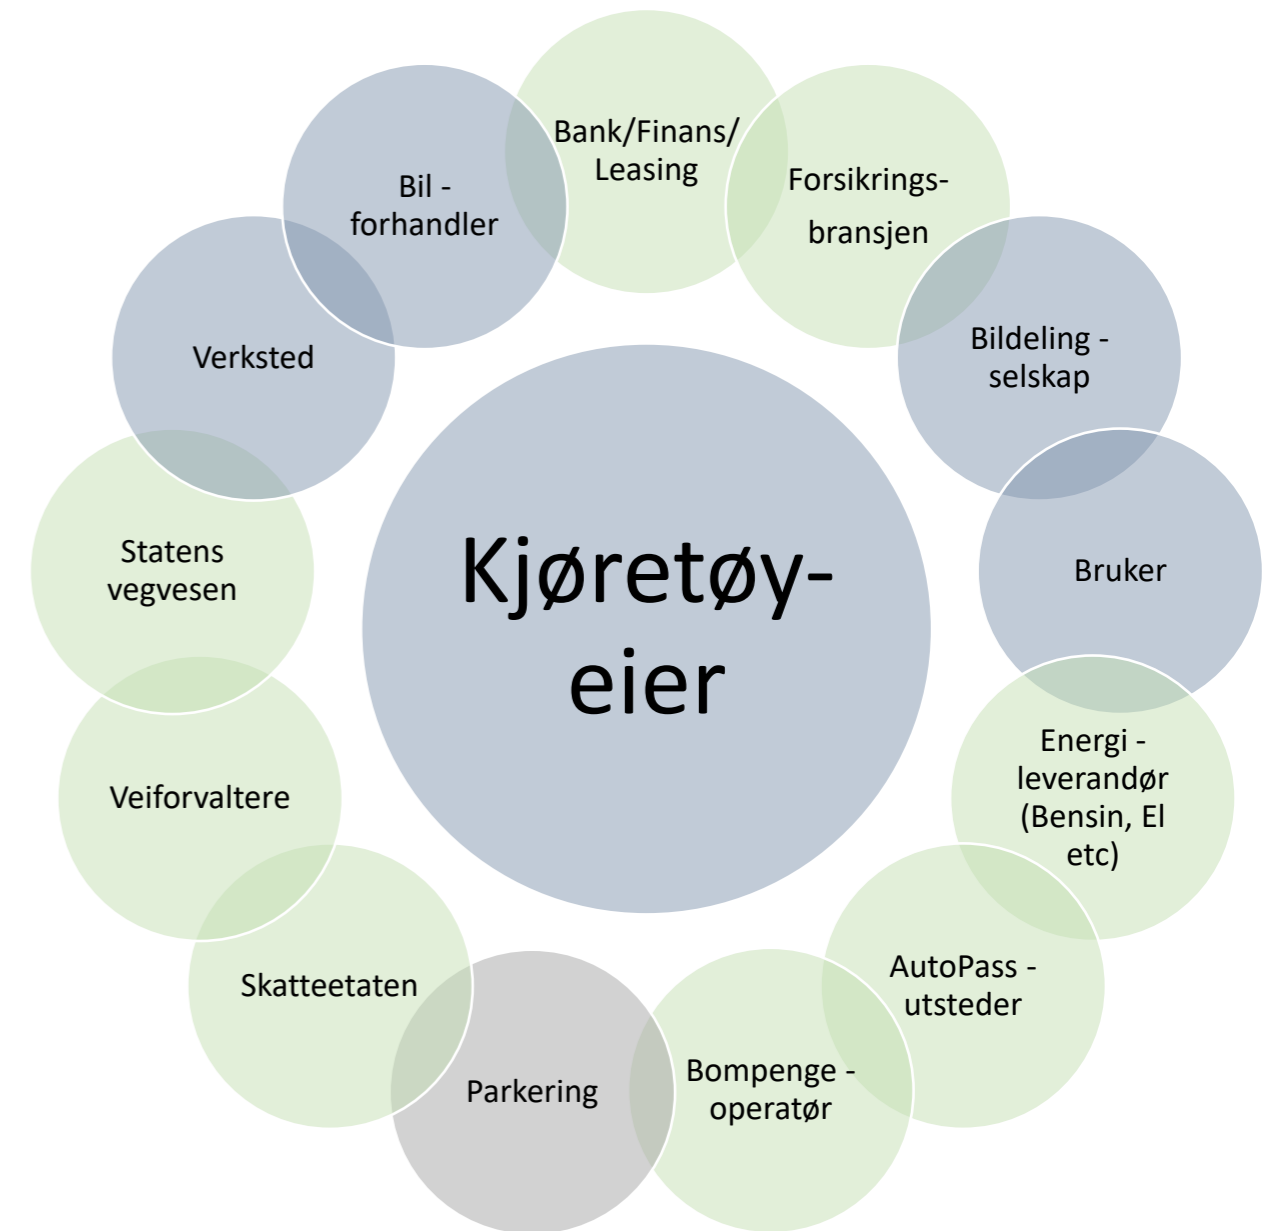 Bank/Finans/
Leasing
Forsikrings-
bransjen
Bildeling -
selskap
Bruker
Energi -
leverandør
(Bensin, El
etc)
AutoPass -
utsteder
Bompenge -
operatør
Parkering
Skatteetaten
Veiforvaltere
Statens
vegvesen
Verksted
Bil -
forhandler
Kjøretøy-
eier